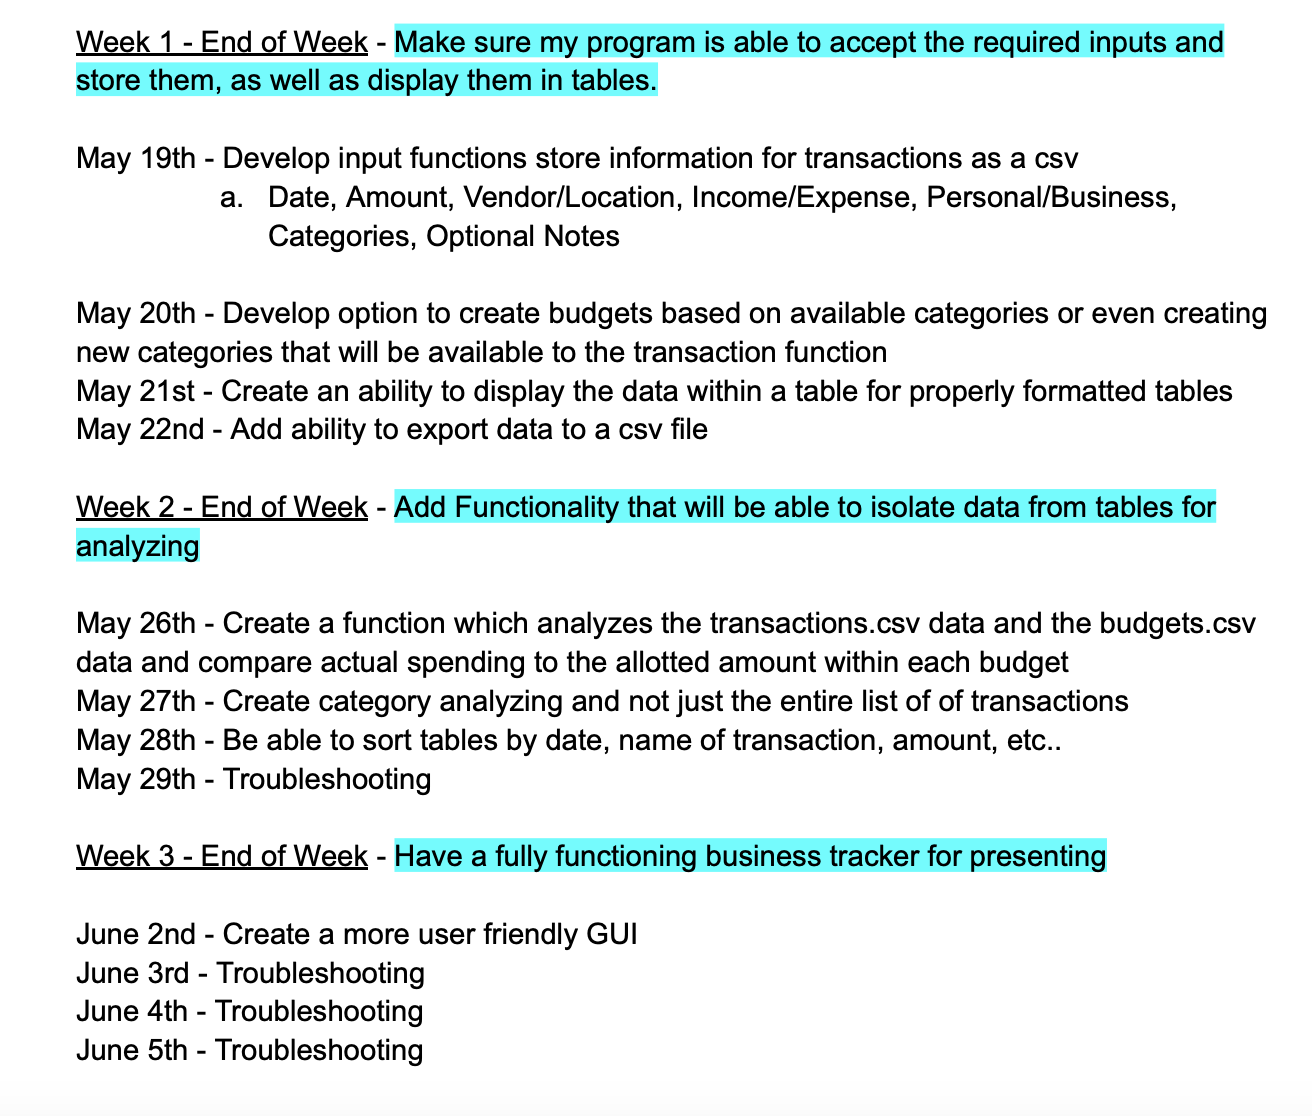 Week 1 - End of Week - Make sure my program is able to accept the required inputs and
store them, as well as display them in tables.
May 19th - Develop input functions store information for transactions as a csv
a. Date, Amount, Vendor/Location, Income/Expense, Personal/Business,
Categories, Optional Notes
May 20th - Develop option to create budgets based on available categories or even creating
new categories that will be available to the transaction function
May 21st - Create an ability to display the data within a table for properly formatted tables
May 22nd - Add ability to export data to a csv file
Week 2 - End of Week - Add Functionality that will be able to isolate data from tables for
analyzing
May 26th - Create a function which analyzes the transactions.csv data and the budgets.csv
data and compare actual spending to the allotted amount within each budget
May 27th - Create category analyzing and not just the entire list of of transactions
May 28th - Be able to sort tables by date, name of transaction, amount, etc..
May 29th - Troubleshooting
Week 3 - End of Week - Have a fully functioning business tracker for presenting
June 2nd - Create a more user friendly GUI
June 3rd - Troubleshooting
June 4th - Troubleshooting
June 5th - Troubleshooting